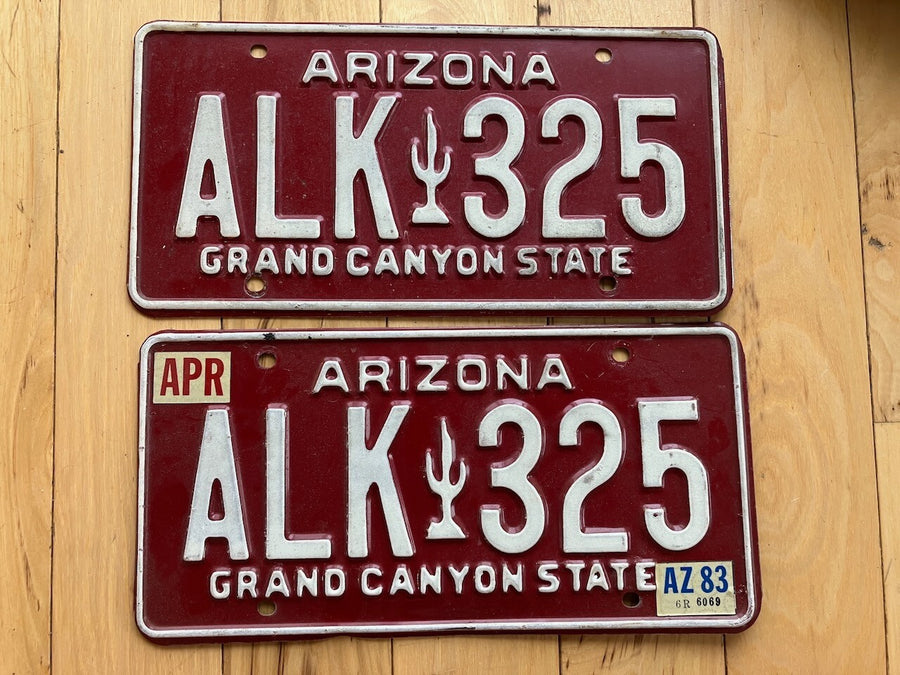 ARIZONA
ALK 325
GRAND CANYON STATE
APR
ARIZONA
ALK 325
GRAND CANYON STATE
AZ 83
6R 6069